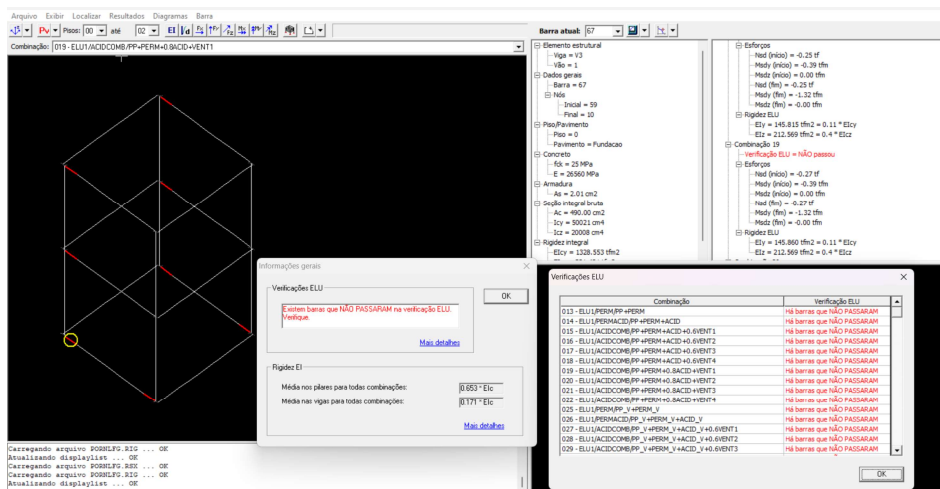 Arquivo Exibir Localizar Resultados Diagramas Barra
Pv Pisos: 00 até 02 EI
Barra atual: 67
Combinação: 019 - ELU1/ACIDCOMB/PP+PERM+0.8ACID+VENT1
Elemento estrutural
Viga = V3
Vão = 1
Dados gerais
Barra = 67
Nós
Inicial = 59
Final = 10
Piso/Pavimento
Piso = 0
Pavimento = Fundacao
Concreto
fck = 25 MPa
E = 26560 MPa
Armadura
As = 2.01 cm2
Seção integral bruta
Ac = 490.00 cm2
Icy = 50021 cm4
Icz = 20008 cm4
Rigidez integral
EIcy = 1328.553 tfm2
Esforços
Nsd (início) = -0.25 tf
Msdy (início) = -0.39 tfm
Msdz (início) = 0.00 tfm
Nsd (fim) = -0.25 tf
Msdy (fim) = -1.32 tfm
Msdz (fim) = -0.00 tfm
Rigidez ELU
EIy = 145.815 tfm2 = 0.11 * EIcy
EIz = 212.569 tfm2 = 0.4 * EIcz
Combinação 19
Verificação ELU = NÃO passou
Esforços
Nsd (início) = -0.27 tf
Msdy (início) = -0.39 tfm
Msdz (início) = 0.00 tfm
Nsd (fim) = -0.27 tf
Msdy (fim) = -1.32 tfm
Msdz (fim) = -0.00 tfm
Rigidez ELU
EIy = 145.860 tfm2 = 0.11 * EIcy
EIz = 212.569 tfm2 = 0.4 * EIcz
Informações gerais
Verificações ELU
Existem barras que NÃO PASSARAM na verificação ELU.
Verifique.
OK
Mais detalhes
Rigidez EI
Média nos pilares para todas combinações: 0.653 * EIc
Média nas vigas para todas combinações: 0.171 * EIc
Mais detalhes
Verificações ELU
Combinação Verificação ELU
013 - ELU1/PERM/PP+PERM Há barras que NÃO PASSARAM
014 - ELU1/PERMACID/PP+PERM+ACID Há barras que NÃO PASSARAM
015 - ELU1/ACIDCOMB/PP+PERM+ACID+0.6VENT1 Há barras que NÃO PASSARAM
016 - ELU1/ACIDCOMB/PP+PERM+ACID+0.6VENT2 Há barras que NÃO PASSARAM
017 - ELU1/ACIDCOMB/PP+PERM+ACID+0.6VENT3 Há barras que NÃO PASSARAM
018 - ELU1/ACIDCOMB/PP+PERM+ACID+0.6VENT4 Há barras que NÃO PASSARAM
019 - ELU1/ACIDCOMB/PP+PERM+0.8ACID+VENT1 Há barras que NÃO PASSARAM
020 - ELU1/ACIDCOMB/PP+PERM+0.8ACID+VENT2 Há barras que NÃO PASSARAM
021 - ELU1/ACIDCOMB/PP+PERM+0.8ACID+VENT3 Há barras que NÃO PASSARAM
022 - ELU1/ACIDCOMB/PP+PERM+0.8ACID+VENT4 Há barras que NÃO PASSARAM
025 - ELU1/PERM/PP_V+PERM_V Há barras que NÃO PASSARAM
026 - ELU1/PERMACID/PP_V+PERM_V+ACID_V Há barras que NÃO PASSARAM
027 - ELU1/ACIDCOMB/PP_V+PERM_V+ACID_V+0.6VENT1 Há barras que NÃO PASSARAM
028 - ELU1/ACIDCOMB/PP_V+PERM_V+ACID_V+0.6VENT2 Há barras que NÃO PASSARAM
029 - ELU1/ACIDCOMB/PP_V+PERM_V+ACID_V+0.6VENT3 Há barras que NÃO PASSARAM
OK
Carregando arquivo PORNLFG.RIG ... OK
Atualizando displaylist ... OK
Carregando arquivo PORNLFG.RSX ... OK
Carregando arquivo PORNLFG.RIG ... OK
Atualizando displaylist ... OK